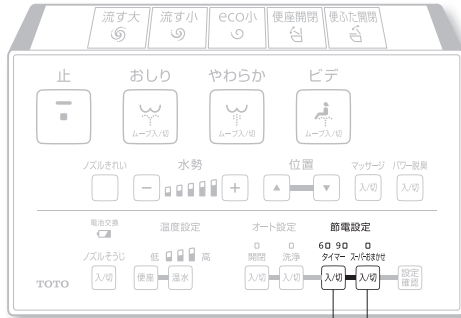 流す大 流す小 eco小 便座開閉 便ふた開閉
止 おしり やわらか ビデ
ムーブ入/切 ムーブ入/切 ムーブ入/切
ノズルきれい 水勢 位置 マッサージ パワー脱臭
− + ▲ ▼ 入/切 入/切
電池交換 温度設定 オート設定 節電設定
6 9
ノズルそうじ 低 高 開閉 洗浄 タイマー スーパーおまかせ
TOTO 入/切 便座 温水 入/切 入/切 入/切 入/切 設定
確認